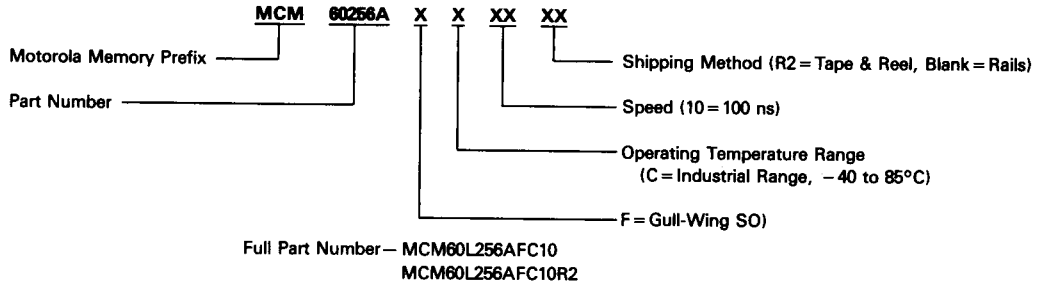 MCM 60256A X X XX XX
Motorola Memory Prefix
Shipping Method (R2 = Tape & Reel, Blank = Rails)
Part Number
Speed (10 = 100 ns)
Operating Temperature Range
(C = Industrial Range, – 40 to 85°C)
F = Gull-Wing SO)
Full Part Number— MCM60L256AFC10
MCM60L256AFC10R2